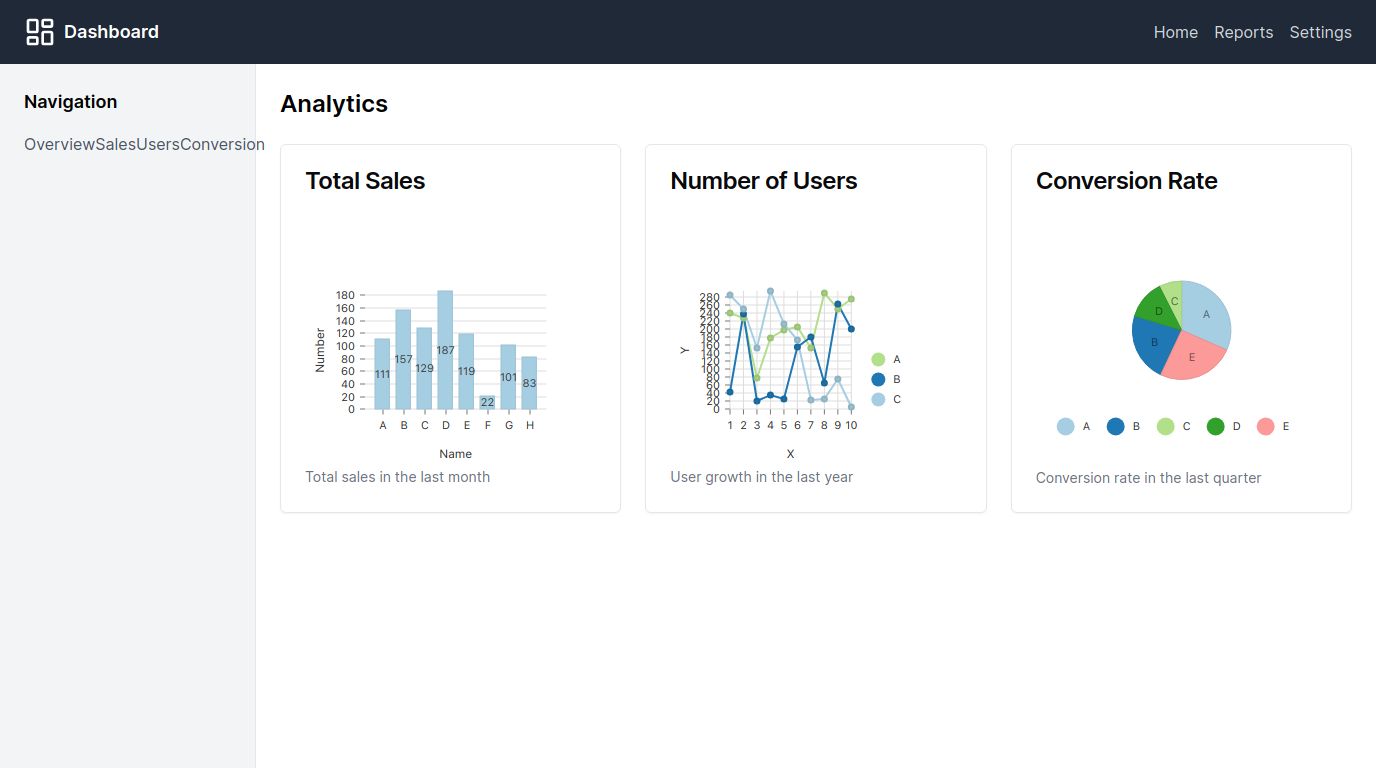 Dashboard
Home Reports Settings
Navigation
OverviewSalesUsersConversion
Analytics
Total Sales
180
160
140
120
100
80
60
40
20
0
Number
111 157 129 187 119 22 101 83
A B C D E F G H
Name
Total sales in the last month
Number of Users
280
260
240
220
200
180
160
140
120
100
80
60
40
20
0
Y
1 2 3 4 5 6 7 8 9 10
X
A
B
C
User growth in the last year
Conversion Rate
A
B
C
D
E
A B C D E
Conversion rate in the last quarter